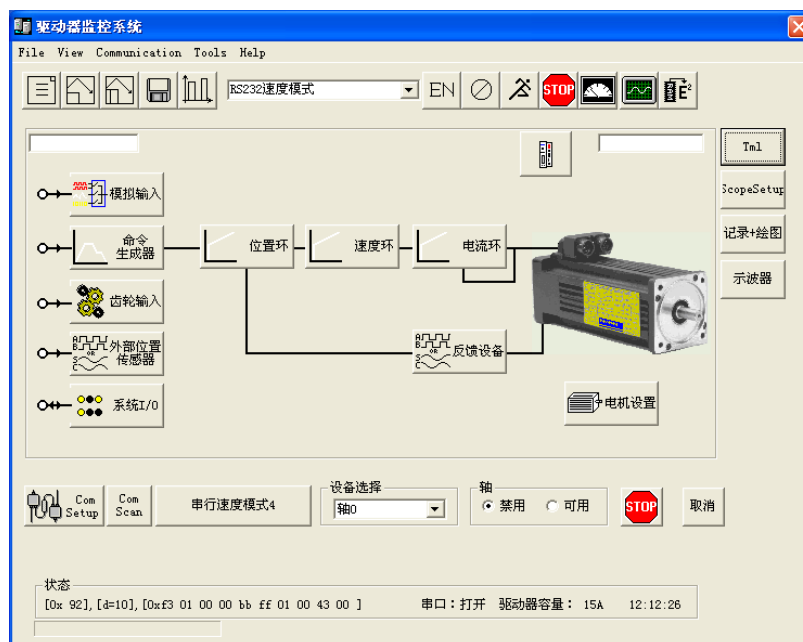 驱动器监控系统
File View Communication Tools Help
RS232速度模式
EN
STOP
E²
Tml
模拟输入
ScopeSetup
命令
生成器
位置环
速度环
电流环
记录+绘图
齿轮输入
示波器
外部位置
传感器
反馈设备
系统I/O
电机设置
Com
Setup
Com
Scan
串行速度模式4
设备选择
轴0
轴
禁用
可用
STOP
取消
状态
[0x 92],[d=10],[0xf3 01 00 00 bb ff 01 00 43 00 ] 串口：打开 驱动器容量： 15A 12:12:26